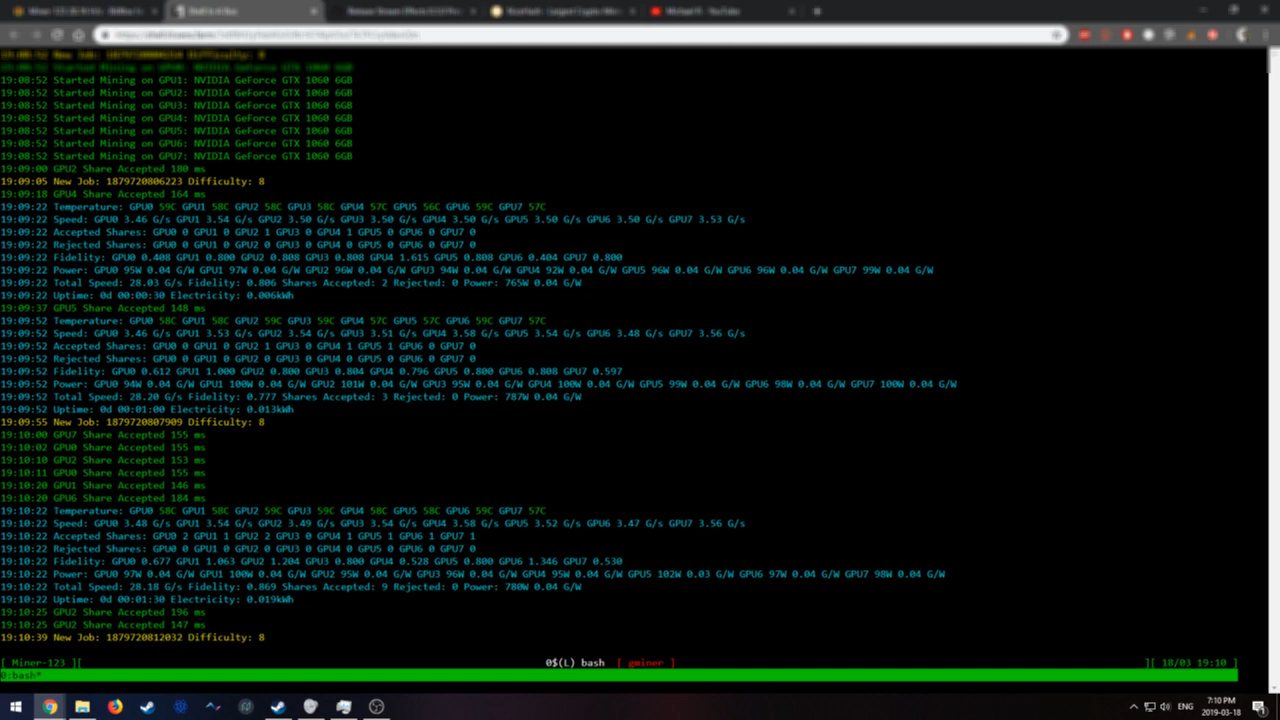 19:08:52 New Job: Difficulty: 8
19:08:52 Started Mining on GPU1: NVIDIA GeForce GTX 1060 6GB
19:08:52 Started Mining on GPU2: NVIDIA GeForce GTX 1060 6GB
19:08:52 Started Mining on GPU3: NVIDIA GeForce GTX 1060 6GB
19:08:52 Started Mining on GPU4: NVIDIA GeForce GTX 1060 6GB
19:08:52 Started Mining on GPU5: NVIDIA GeForce GTX 1060 6GB
19:08:52 Started Mining on GPU6: NVIDIA GeForce GTX 1060 6GB
19:08:52 Started Mining on GPU7: NVIDIA GeForce GTX 1060 6GB
19:09:00 GPU2 Share Accepted 180 ms
19:09:05 New Job: 1879720806223 Difficulty: 8
19:09:18 GPU4 Share Accepted 164 ms
19:09:22 Temperature: GPU0 59C GPU1 58C GPU2 58C GPU3 58C GPU4 57C GPU5 56C GPU6 59C GPU7 57C
19:09:22 Speed: GPU0 3.46 G/s GPU1 3.54 G/s GPU2 3.50 G/s GPU3 3.50 G/s GPU4 3.50 G/s GPU5 3.50 G/s GPU6 3.50 G/s GPU7 3.53 G/s
19:09:22 Accepted Shares: GPU0 0 GPU1 0 GPU2 1 GPU3 0 GPU4 1 GPU5 0 GPU6 0 GPU7 0
19:09:22 Rejected Shares: GPU0 0 GPU1 0 GPU2 0 GPU3 0 GPU4 0 GPU5 0 GPU6 0 GPU7 0
19:09:22 Fidelity: GPU0 0.408 GPU1 0.800 GPU2 0.808 GPU3 0.808 GPU4 1.615 GPU5 0.808 GPU6 0.404 GPU7 0.800
19:09:22 Power: GPU0 95W 0.04 G/W GPU1 97W 0.04 G/W GPU2 96W 0.04 G/W GPU3 94W 0.04 G/W GPU4 92W 0.04 G/W GPU5 96W 0.04 G/W GPU6 96W 0.04 G/W GPU7 99W 0.04 G/W
19:09:22 Total Speed: 28.03 G/s Fidelity: 0.806 Shares Accepted: 2 Rejected: 0 Power: 765W 0.04 G/W
19:09:22 Uptime: 0d 00:00:30 Electricity: 0.006kWh
19:09:37 GPU5 Share Accepted 148 ms
19:09:52 Temperature: GPU0 58C GPU1 58C GPU2 59C GPU3 59C GPU4 57C GPU5 57C GPU6 59C GPU7 57C
19:09:52 Speed: GPU0 3.46 G/s GPU1 3.53 G/s GPU2 3.54 G/s GPU3 3.51 G/s GPU4 3.58 G/s GPU5 3.54 G/s GPU6 3.48 G/s GPU7 3.56 G/s
19:09:52 Accepted Shares: GPU0 0 GPU1 0 GPU2 1 GPU3 0 GPU4 1 GPU5 1 GPU6 0 GPU7 0
19:09:52 Rejected Shares: GPU0 0 GPU1 0 GPU2 0 GPU3 0 GPU4 0 GPU5 0 GPU6 0 GPU7 0
19:09:52 Fidelity: GPU0 0.612 GPU1 1.000 GPU2 0.800 GPU3 0.804 GPU4 0.796 GPU5 0.800 GPU6 0.808 GPU7 0.597
19:09:52 Power: GPU0 94W 0.04 G/W GPU1 100W 0.04 G/W GPU2 101W 0.04 G/W GPU3 95W 0.04 G/W GPU4 100W 0.04 G/W GPU5 99W 0.04 G/W GPU6 98W 0.04 G/W GPU7 100W 0.04 G/W
19:09:52 Total Speed: 28.20 G/s Fidelity: 0.777 Shares Accepted: 3 Rejected: 0 Power: 787W 0.04 G/W
19:09:52 Uptime: 0d 00:01:00 Electricity: 0.013kWh
19:09:55 New Job: 1879720807909 Difficulty: 8
19:10:00 GPU7 Share Accepted 155 ms
19:10:02 GPU0 Share Accepted 155 ms
19:10:10 GPU2 Share Accepted 153 ms
19:10:11 GPU0 Share Accepted 155 ms
19:10:20 GPU1 Share Accepted 146 ms
19:10:20 GPU6 Share Accepted 184 ms
19:10:22 Temperature: GPU0 58C GPU1 58C GPU2 59C GPU3 59C GPU4 58C GPU5 58C GPU6 59C GPU7 57C
19:10:22 Speed: GPU0 3.48 G/s GPU1 3.54 G/s GPU2 3.49 G/s GPU3 3.54 G/s GPU4 3.58 G/s GPU5 3.52 G/s GPU6 3.47 G/s GPU7 3.56 G/s
19:10:22 Accepted Shares: GPU0 2 GPU1 1 GPU2 2 GPU3 0 GPU4 1 GPU5 1 GPU6 1 GPU7 1
19:10:22 Rejected Shares: GPU0 0 GPU1 0 GPU2 0 GPU3 0 GPU4 0 GPU5 0 GPU6 0 GPU7 0
19:10:22 Fidelity: GPU0 0.677 GPU1 1.063 GPU2 1.204 GPU3 0.800 GPU4 0.528 GPU5 0.800 GPU6 1.346 GPU7 0.530
19:10:22 Power: GPU0 97W 0.04 G/W GPU1 100W 0.04 G/W GPU2 95W 0.04 G/W GPU3 96W 0.04 G/W GPU4 95W 0.04 G/W GPU5 102W 0.03 G/W GPU6 97W 0.04 G/W GPU7 98W 0.04 G/W
19:10:22 Total Speed: 28.18 G/s Fidelity: 0.869 Shares Accepted: 9 Rejected: 0 Power: 780W 0.04 G/W
19:10:22 Uptime: 0d 00:01:30 Electricity: 0.019kWh
19:10:25 GPU2 Share Accepted 196 ms
19:10:25 GPU2 Share Accepted 147 ms
19:10:39 New Job: 1879720812032 Difficulty: 8
[ Miner-123 ][ 0$(L) bash [ gminer ] ][ 18/03 19:10 ]
0:bash*
ENG
7:10 PM
2019-03-18